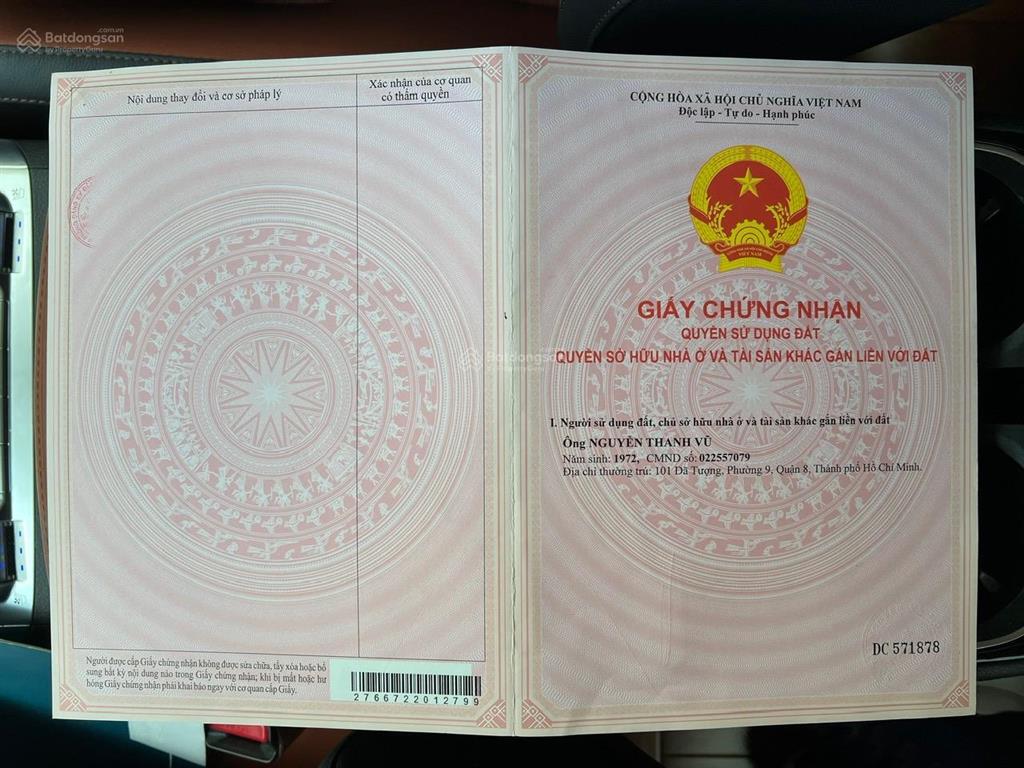 Batdongsan.com.vn
by PropertyGuru
Nội dung thay đổi và cơ sở pháp lý
Xác nhận của cơ quan
có thẩm quyền
Người được cấp Giấy chứng nhận không được sửa chữa, tẩy xóa hoặc bổ
sung bất kỳ nội dung nào trong Giấy chứng nhận; khi bị mất hoặc hư
hỏng Giấy chứng nhận phải khai báo ngay với cơ quan cấp Giấy.
2766722012799
CỘNG HÒA XÃ HỘI CHỦ NGHĨA VIỆT NAM
Độc lập - Tự do - Hạnh phúc
VIỆT NAM
GIẤY CHỨNG NHẬN
QUYỀN SỬ DỤNG ĐẤT
QUYỀN SỞ HỮU NHÀ Ở VÀ TÀI SẢN KHÁC GẮN LIỀN VỚI ĐẤT
Batdongsan
I. Người sử dụng đất, chủ sở hữu nhà ở và tài sản khác gắn liền với đất
Ông NGUYỄN THANH VŨ
Năm sinh: 1972, CMND số: 022557079
Địa chỉ thường trú: 101 Dã Tượng, Phường 9, Quận 8, Thành phố Hồ Chí Minh.
DC 571878